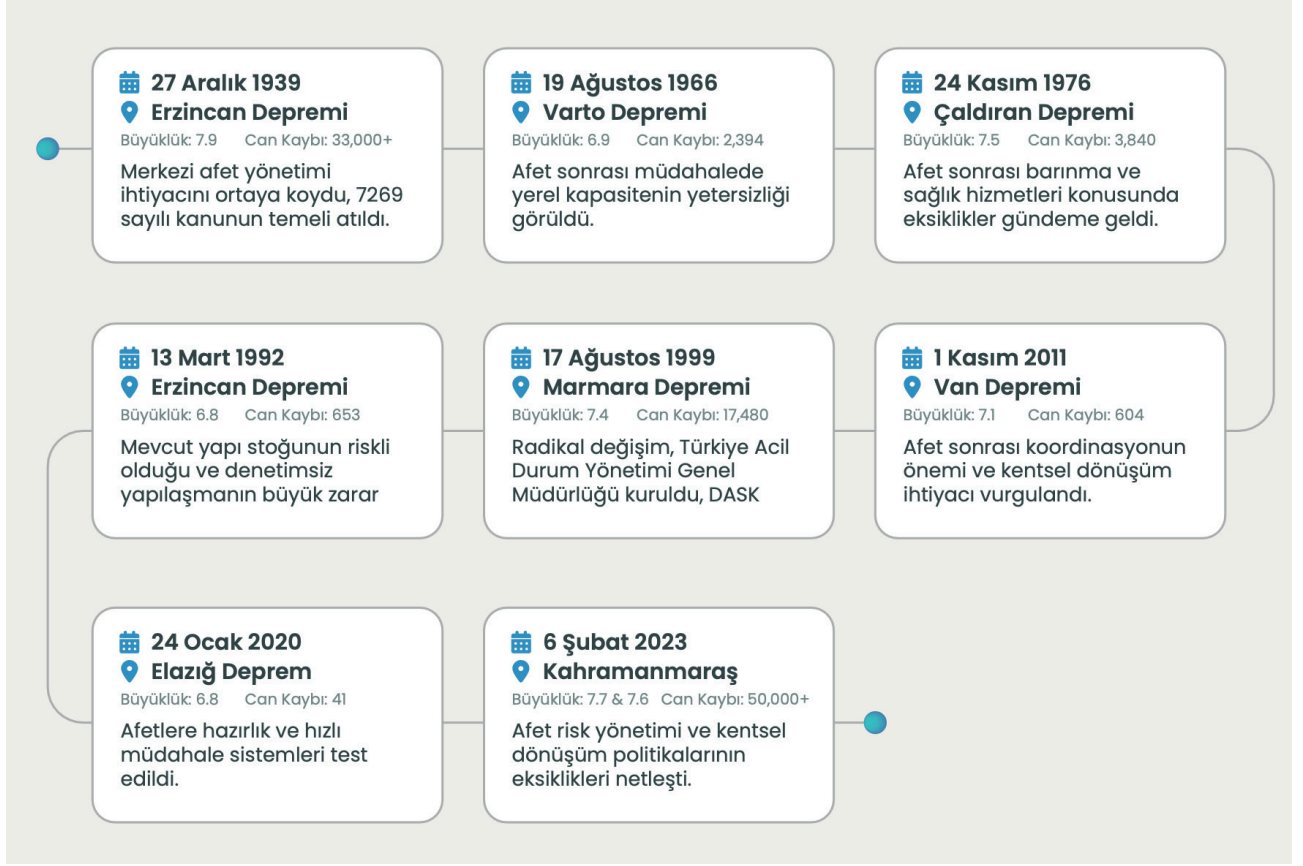 27 Aralık 1939
Erzincan Depremi
Büyüklük: 7.9 Can Kaybı: 33,000+
Merkezi afet yönetimi
ihtiyacını ortaya koydu, 7269
sayılı kanunun temeli atıldı.
19 Ağustos 1966
Varto Depremi
Büyüklük: 6.9 Can Kaybı: 2,394
Afet sonrası müdahalede
yerel kapasitenin yetersizliği
görüldü.
24 Kasım 1976
Çaldıran Depremi
Büyüklük: 7.5 Can Kaybı: 3,840
Afet sonrası barınma ve
sağlık hizmetleri konusunda
eksiklikler gündeme geldi.
13 Mart 1992
Erzincan Depremi
Büyüklük: 6.8 Can Kaybı: 653
Mevcut yapı stoğunun riskli
olduğu ve denetimsiz
yapılaşmanın büyük zarar
17 Ağustos 1999
Marmara Depremi
Büyüklük: 7.4 Can Kaybı: 17,480
Radikal değişim, Türkiye Acil
Durum Yönetimi Genel
Müdürlüğü kuruldu, DASK
1 Kasım 2011
Van Depremi
Büyüklük: 7.1 Can Kaybı: 604
Afet sonrası koordinasyonun
önemi ve kentsel dönüşüm
ihtiyacı vurgulandı.
24 Ocak 2020
Elazığ Deprem
Büyüklük: 6.8 Can Kaybı: 41
Afetlere hazırlık ve hızlı
müdahale sistemleri test
edildi.
6 Şubat 2023
Kahramanmaraş
Büyüklük: 7.7 & 7.6 Can Kaybı: 50,000+
Afet risk yönetimi ve kentsel
dönüşüm politikalarının
eksiklikleri netleşti.